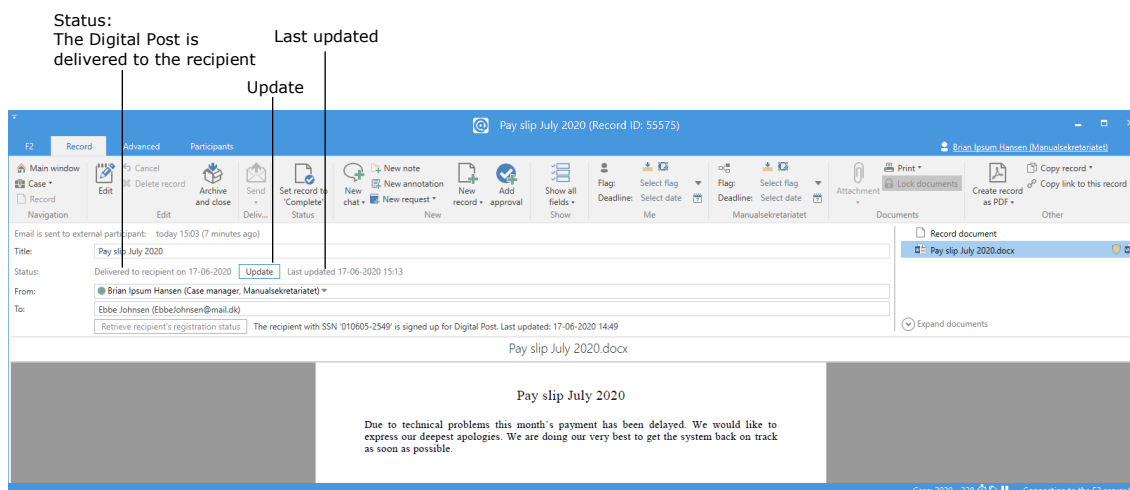 Status:
The Digital Post is
delivered to the recipient
Last updated
Update
Pay slip July 2020 (Record ID: 55575)
F2 Record Advanced Participants
Brian Ipsum Hansen (Manualsekretariatet)
Main window
Case
Record
Navigation
Edit
Cancel
Delete record
Archive
and close
Edit
Send
Deliv...
Set record to
'Complete'
Status
New
chat
New note
New annotation
New request
New
record
Add
approval
New
Show all
fields
Show
Flag: Select flag
Deadline: Select date
Me
Flag: Select flag
Deadline: Select date
Manualsekretariatet
Attachment
Print
Lock documents
Documents
Create record
as PDF
Copy record
Copy link to this record
Other
Email is sent to external participant: today 15:03 (7 minutes ago)
Title: Pay slip July 2020
Status: Delivered to recipient on 17-06-2020 Update Last updated 17-06-2020 15:13
From: Brian Ipsum Hansen (Case manager, Manualsekretariatet)
To: Ebbe Johnsen (EbbeJohnsen@mail.dk)
Retrieve recipient's registration status The recipient with SSN '010605-2549' is signed up for Digital Post. Last updated: 17-06-2020 14:49
Record document
Pay slip July 2020.docx
Expand documents
Pay slip July 2020.docx
Pay slip July 2020
Due to technical problems this month's payment has been delayed. We would like to
express our deepest apologies. We are doing our very best to get the system back on track
as soon as possible.